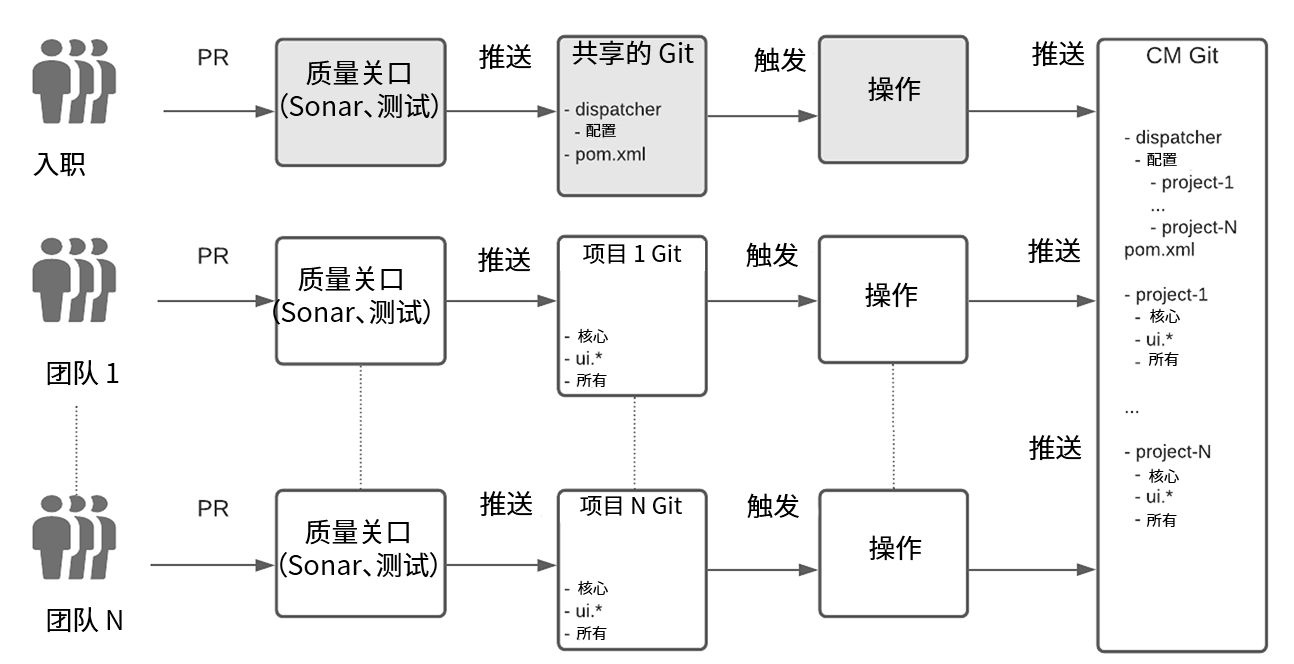 PR
质量关口
(Sonar、测试)
推送
共享的 Git
- dispatcher
- 配置
- pom.xml
触发
操作
推送
入职
PR
质量关口
(Sonar、测试)
推送
项目 1 Git
- 核心
- ui.*
- 所有
触发
操作
推送
团队 1
PR
质量关口
(Sonar、测试)
推送
项目 N Git
- 核心
- ui.*
- 所有
触发
操作
推送
团队 N
CM Git
- dispatcher
- 配置
- project-1
...
- project-N
pom.xml
- project-1
- 核心
- ui.*
- 所有
...
- project-N
- 核心
- ui.*
- 所有